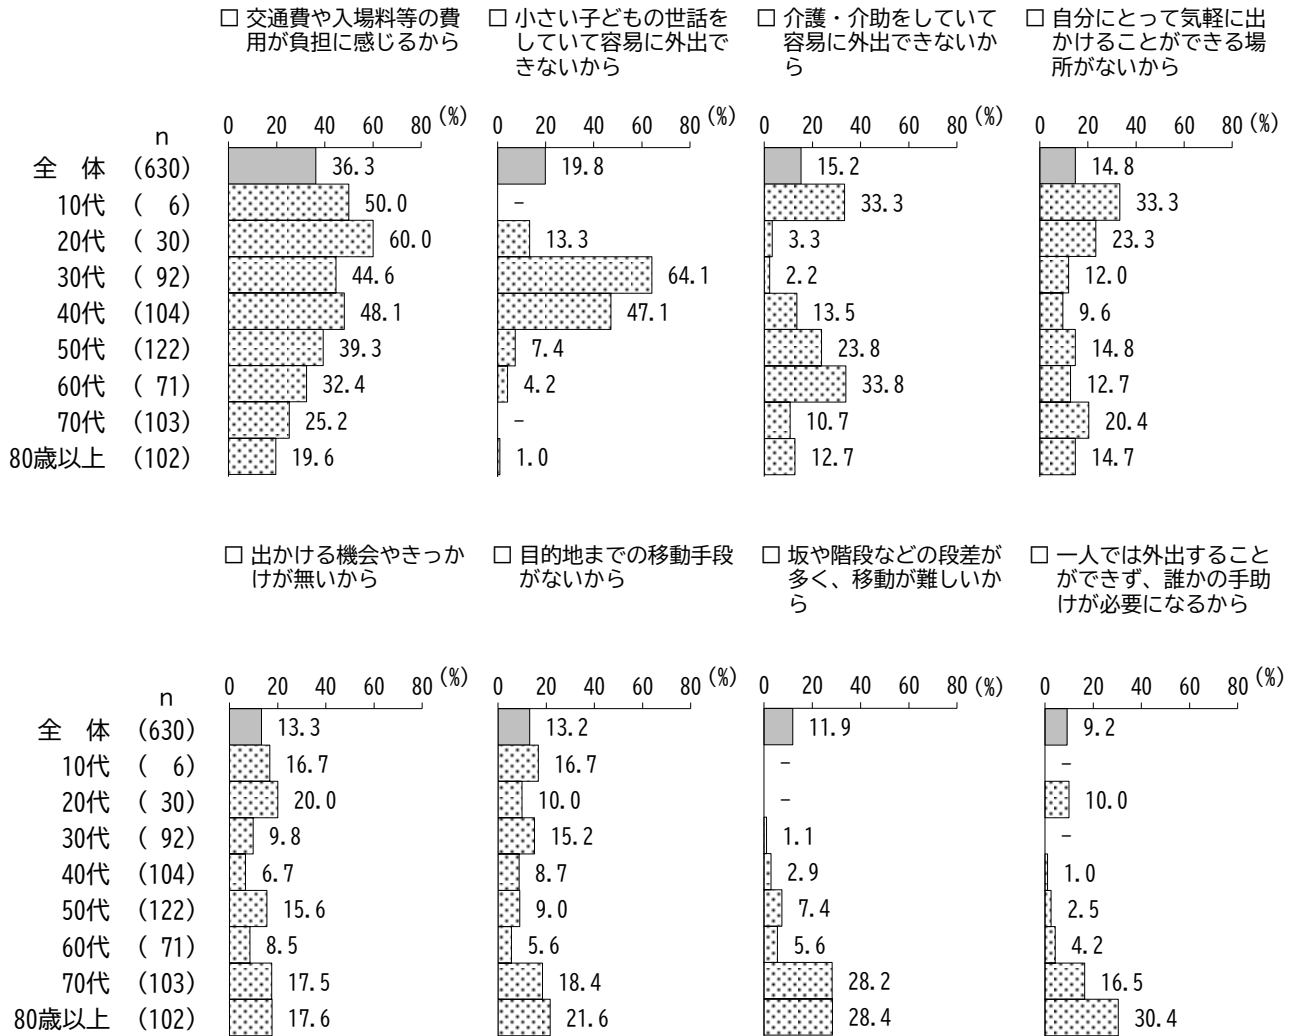 □ 交通費や入場料等の費
用が負担に感じるから
□ 小さい子どもの世話を
していて容易に外出で
きないから
□ 介護・介助をしていて
容易に外出できないか
ら
□ 自分にとって気軽に出
かけることができる場
所がないから
n 0 20 40 60 80 (%) 0 20 40 60 80 (%) 0 20 40 60 80 (%) 0 20 40 60 80 (%)
全 体 (630) 36.3 19.8 15.2 14.8
10代 ( 6) 50.0 - 33.3 33.3
20代 ( 30) 60.0 13.3 3.3 23.3
30代 ( 92) 44.6 64.1 2.2 12.0
40代 (104) 48.1 47.1 13.5 9.6
50代 (122) 39.3 7.4 23.8 14.8
60代 ( 71) 32.4 4.2 33.8 12.7
70代 (103) 25.2 - 10.7 20.4
80歳以上 (102) 19.6 1.0 12.7 14.7
□ 出かける機会やきっか
けが無いから
□ 目的地までの移動手段
がないから
□ 坂や階段などの段差が
多く、移動が難しいか
ら
□ 一人では外出すること
ができず、誰かの手助
けが必要になるから
n 0 20 40 60 80 (%) 0 20 40 60 80 (%) 0 20 40 60 80 (%) 0 20 40 60 80 (%)
全 体 (630) 13.3 13.2 11.9 9.2
10代 ( 6) 16.7 16.7 - -
20代 ( 30) 20.0 10.0 - 10.0
30代 ( 92) 9.8 15.2 1.1 -
40代 (104) 6.7 8.7 2.9 1.0
50代 (122) 15.6 9.0 7.4 2.5
60代 ( 71) 8.5 5.6 5.6 4.2
70代 (103) 17.5 18.4 28.2 16.5
80歳以上 (102) 17.6 21.6 28.4 30.4